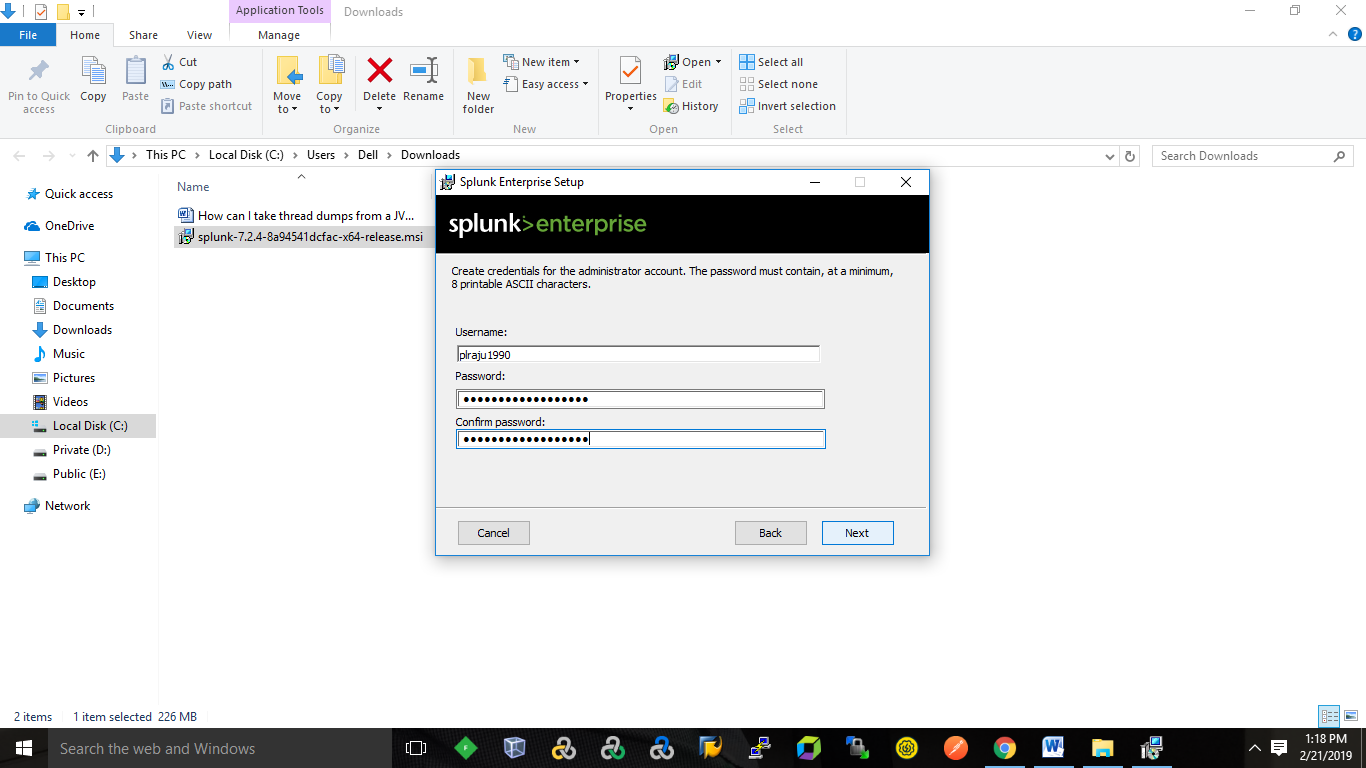 Application Tools
Downloads
File
Home
Share
View
Manage
Pin to Quick access
Copy
Paste
Cut
Copy path
Paste shortcut
Clipboard
Move to
Copy to
Delete
Rename
Organize
New folder
New item
Easy access
New
Properties
Open
Edit
History
Open
Select all
Select none
Invert selection
Select
This PC
Local Disk (C:)
Users
Dell
Downloads
Search Downloads
Quick access
OneDrive
This PC
Desktop
Documents
Downloads
Music
Pictures
Videos
Local Disk (C:)
Private (D:)
Public (E:)
Network
Name
How can I take thread dumps from a JV...
splunk-7.2.4-8a94541dcfac-x64-release.msi
Splunk Enterprise Setup
splunk>enterprise
Create credentials for the administrator account. The password must contain, at a minimum,
8 printable ASCII characters.
Username:
plraju1990
Password:
••••••••••••••••••
Confirm password:
••••••••••••••••••
Cancel
Back
Next
2 items
1 item selected 226 MB
Search the web and Windows
1:18 PM
2/21/2019